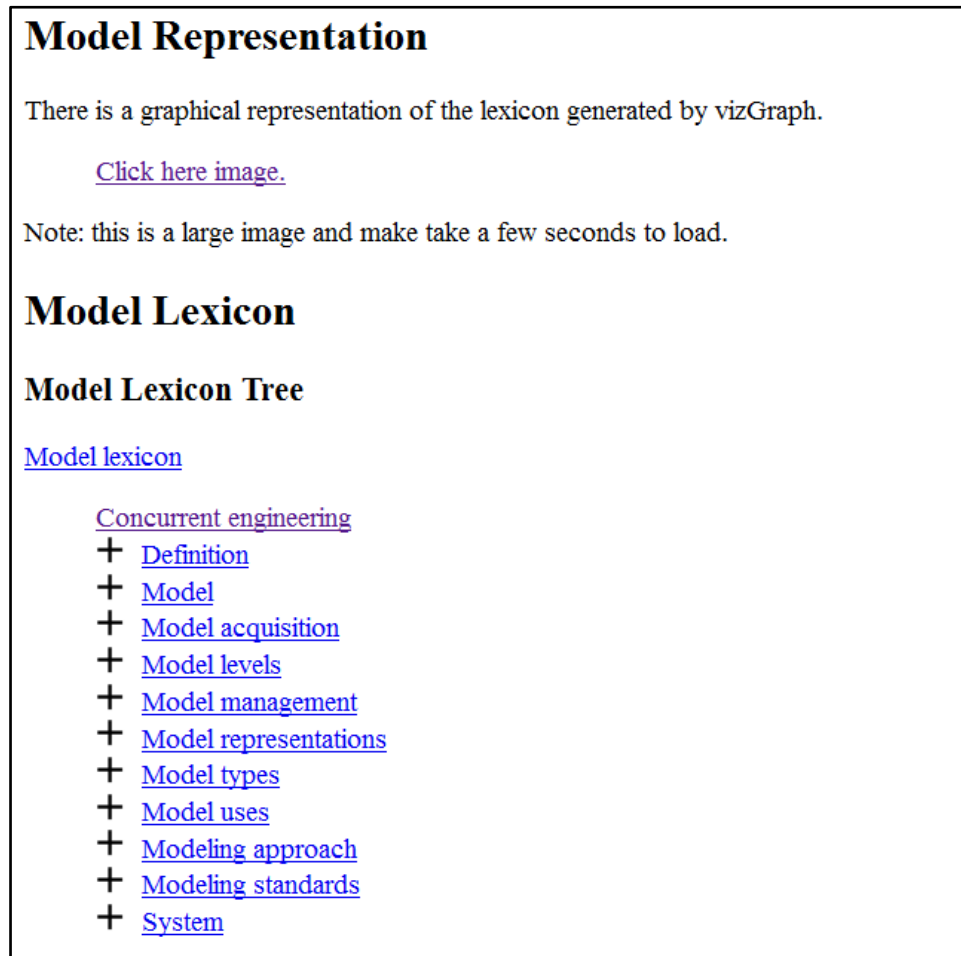 Model Representation
There is a graphical representation of the lexicon generated by vizGraph.
Click here image.
Note: this is a large image and make take a few seconds to load.
Model Lexicon
Model Lexicon Tree
Model lexicon
Concurrent engineering
+ Definition
+ Model
+ Model acquisition
+ Model levels
+ Model management
+ Model representations
+ Model types
+ Model uses
+ Modeling approach
+ Modeling standards
+ System